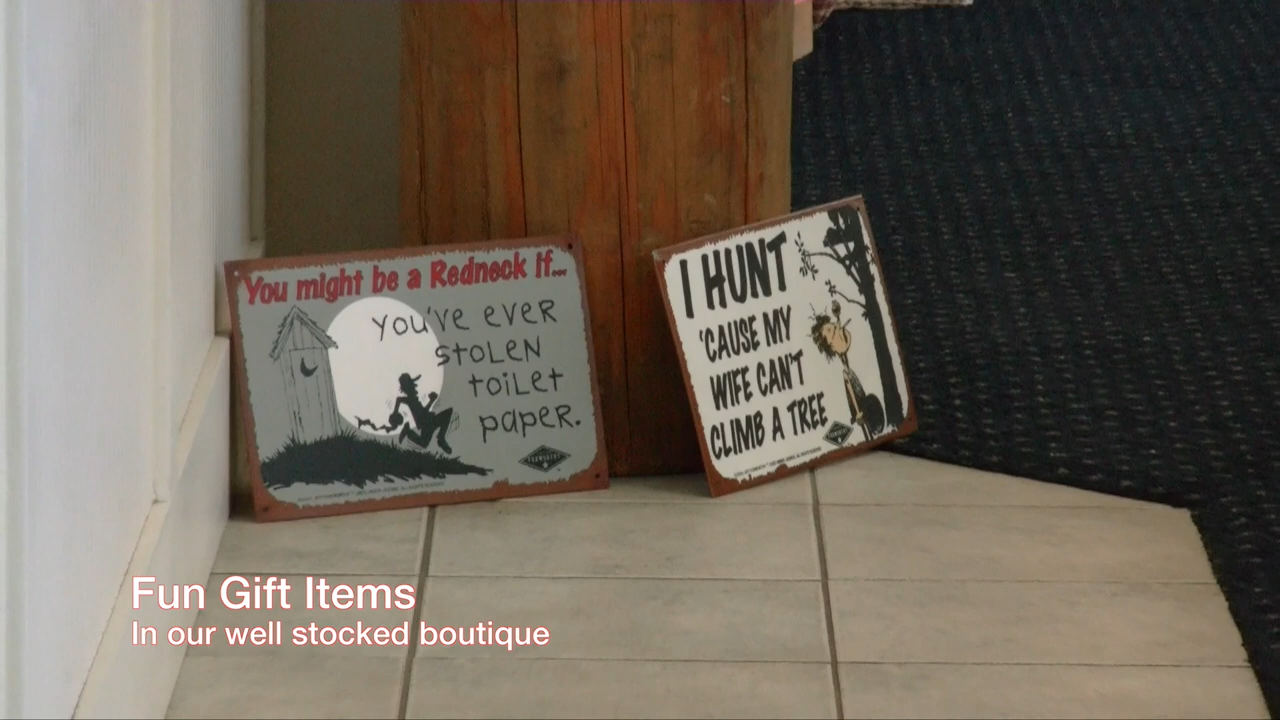 You might be a Redneck if...
you've ever
stolen
toilet
paper.
I HUNT
'CAUSE MY
WIFE CAN'T
CLIMB A TREE
Fun Gift Items
In our well stocked boutique